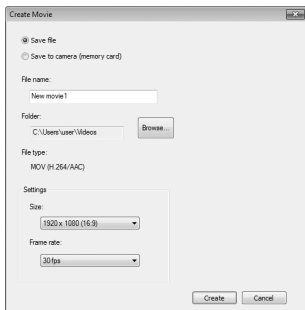 Create Movie
Save file
Save to camera (memory card)
File name:
New movie1
Folder:
C:\Users\user\Videos
Browse...
File type:
MOV (H.264/AAC)
Settings
Size:
1920 x 1080 (16:9)
Frame rate:
30 fps
Create
Cancel